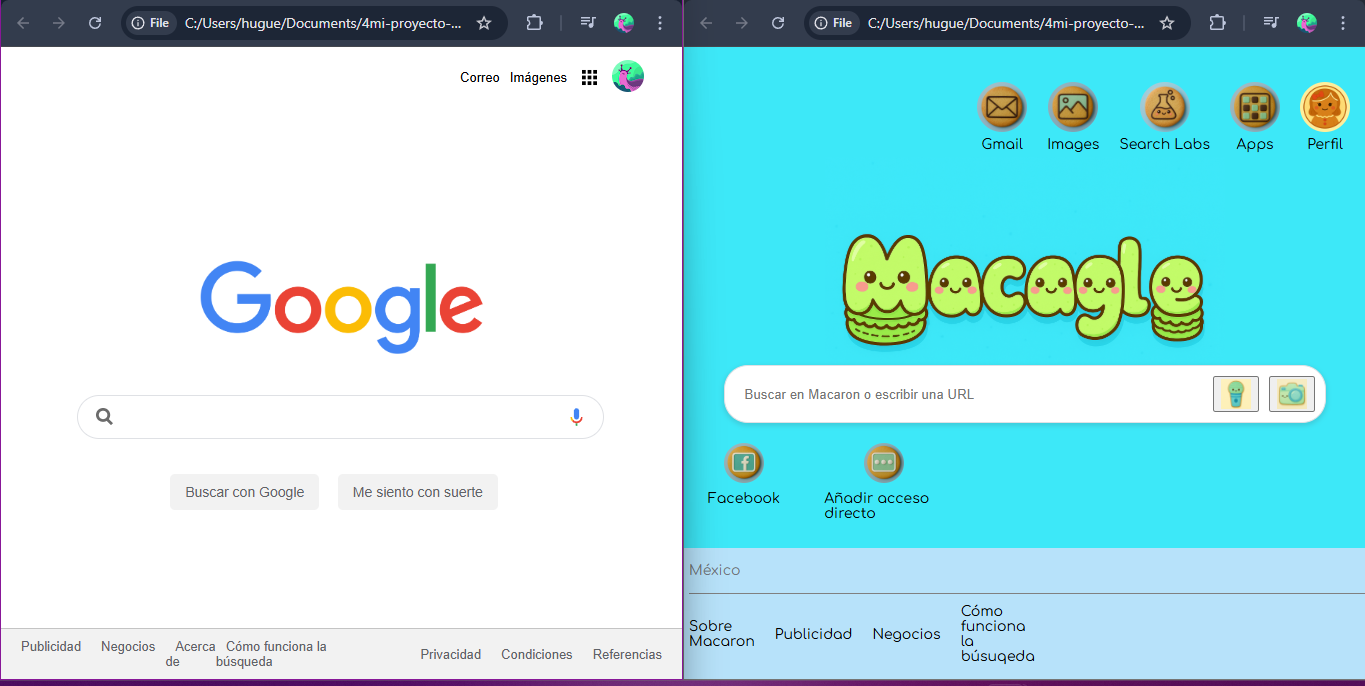 File C:/Users/hugue/Documents/4mi-proyecto-...
Correo Imágenes
Google
Buscar con Google Me siento con suerte
Publicidad Negocios Acerca de Cómo funciona la búsqueda Privacidad Condiciones Referencias
File C:/Users/hugue/Documents/4mi-proyecto-...
Gmail Images Search Labs Apps Perfil
Macagle
Buscar en Macaron o escribir una URL
f
Facebook
Añadir acceso
directo
México
Sobre
Macaron
Publicidad
Negocios
Cómo
funciona
la
búsuqeda